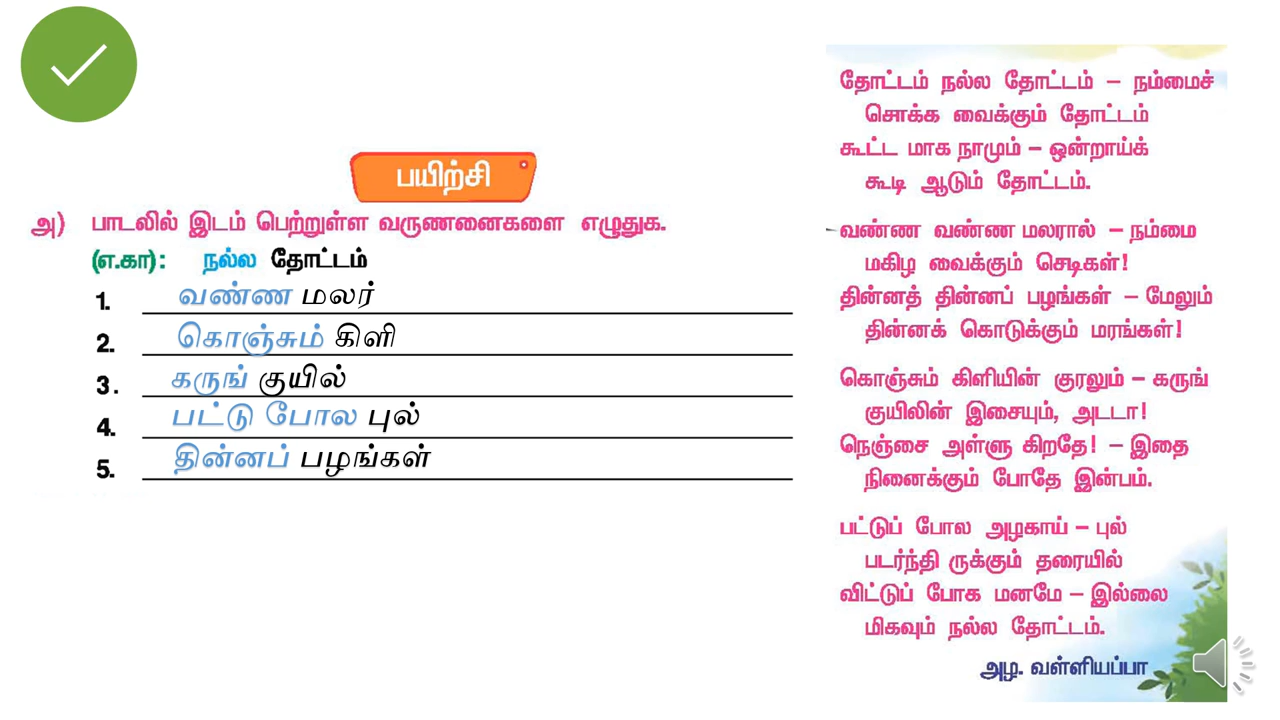 பயிற்சி
அ) பாடலில் இடம் பெற்றுள்ள வருணனைகளை எழுதுக.
(எ.கா) : நல்ல தோட்டம்
1. வண்ண மலர்
2. கொஞ்சும் கிளி
3. கருங் குயில்
4. பட்டு போல புல்
5. தின்னப் பழங்கள்
தோட்டம் நல்ல தோட்டம் – நம்மைச்
சொக்க வைக்கும் தோட்டம்
கூட்ட மாக நாமும் – ஒன்றாய்க்
கூடி ஆடும் தோட்டம்.
வண்ண வண்ண மலரால் – நம்மை
மகிழ வைக்கும் செடிகள்!
தின்னத் தின்னப் பழங்கள் – மேலும்
தின்னக் கொடுக்கும் மரங்கள்!
கொஞ்சும் கிளியின் குரலும் – கருங்
குயிலின் இசையும், அடடா!
நெஞ்சை அள்ளு கிறதே! – இதை
நினைக்கும் போதே இன்பம்.
பட்டுப் போல அழகாய் – புல்
படர்ந்தி ருக்கும் தரையில்
விட்டுப் போக மனமே – இல்லை
மிகவும் நல்ல தோட்டம்.
அழ. வள்ளியப்பா